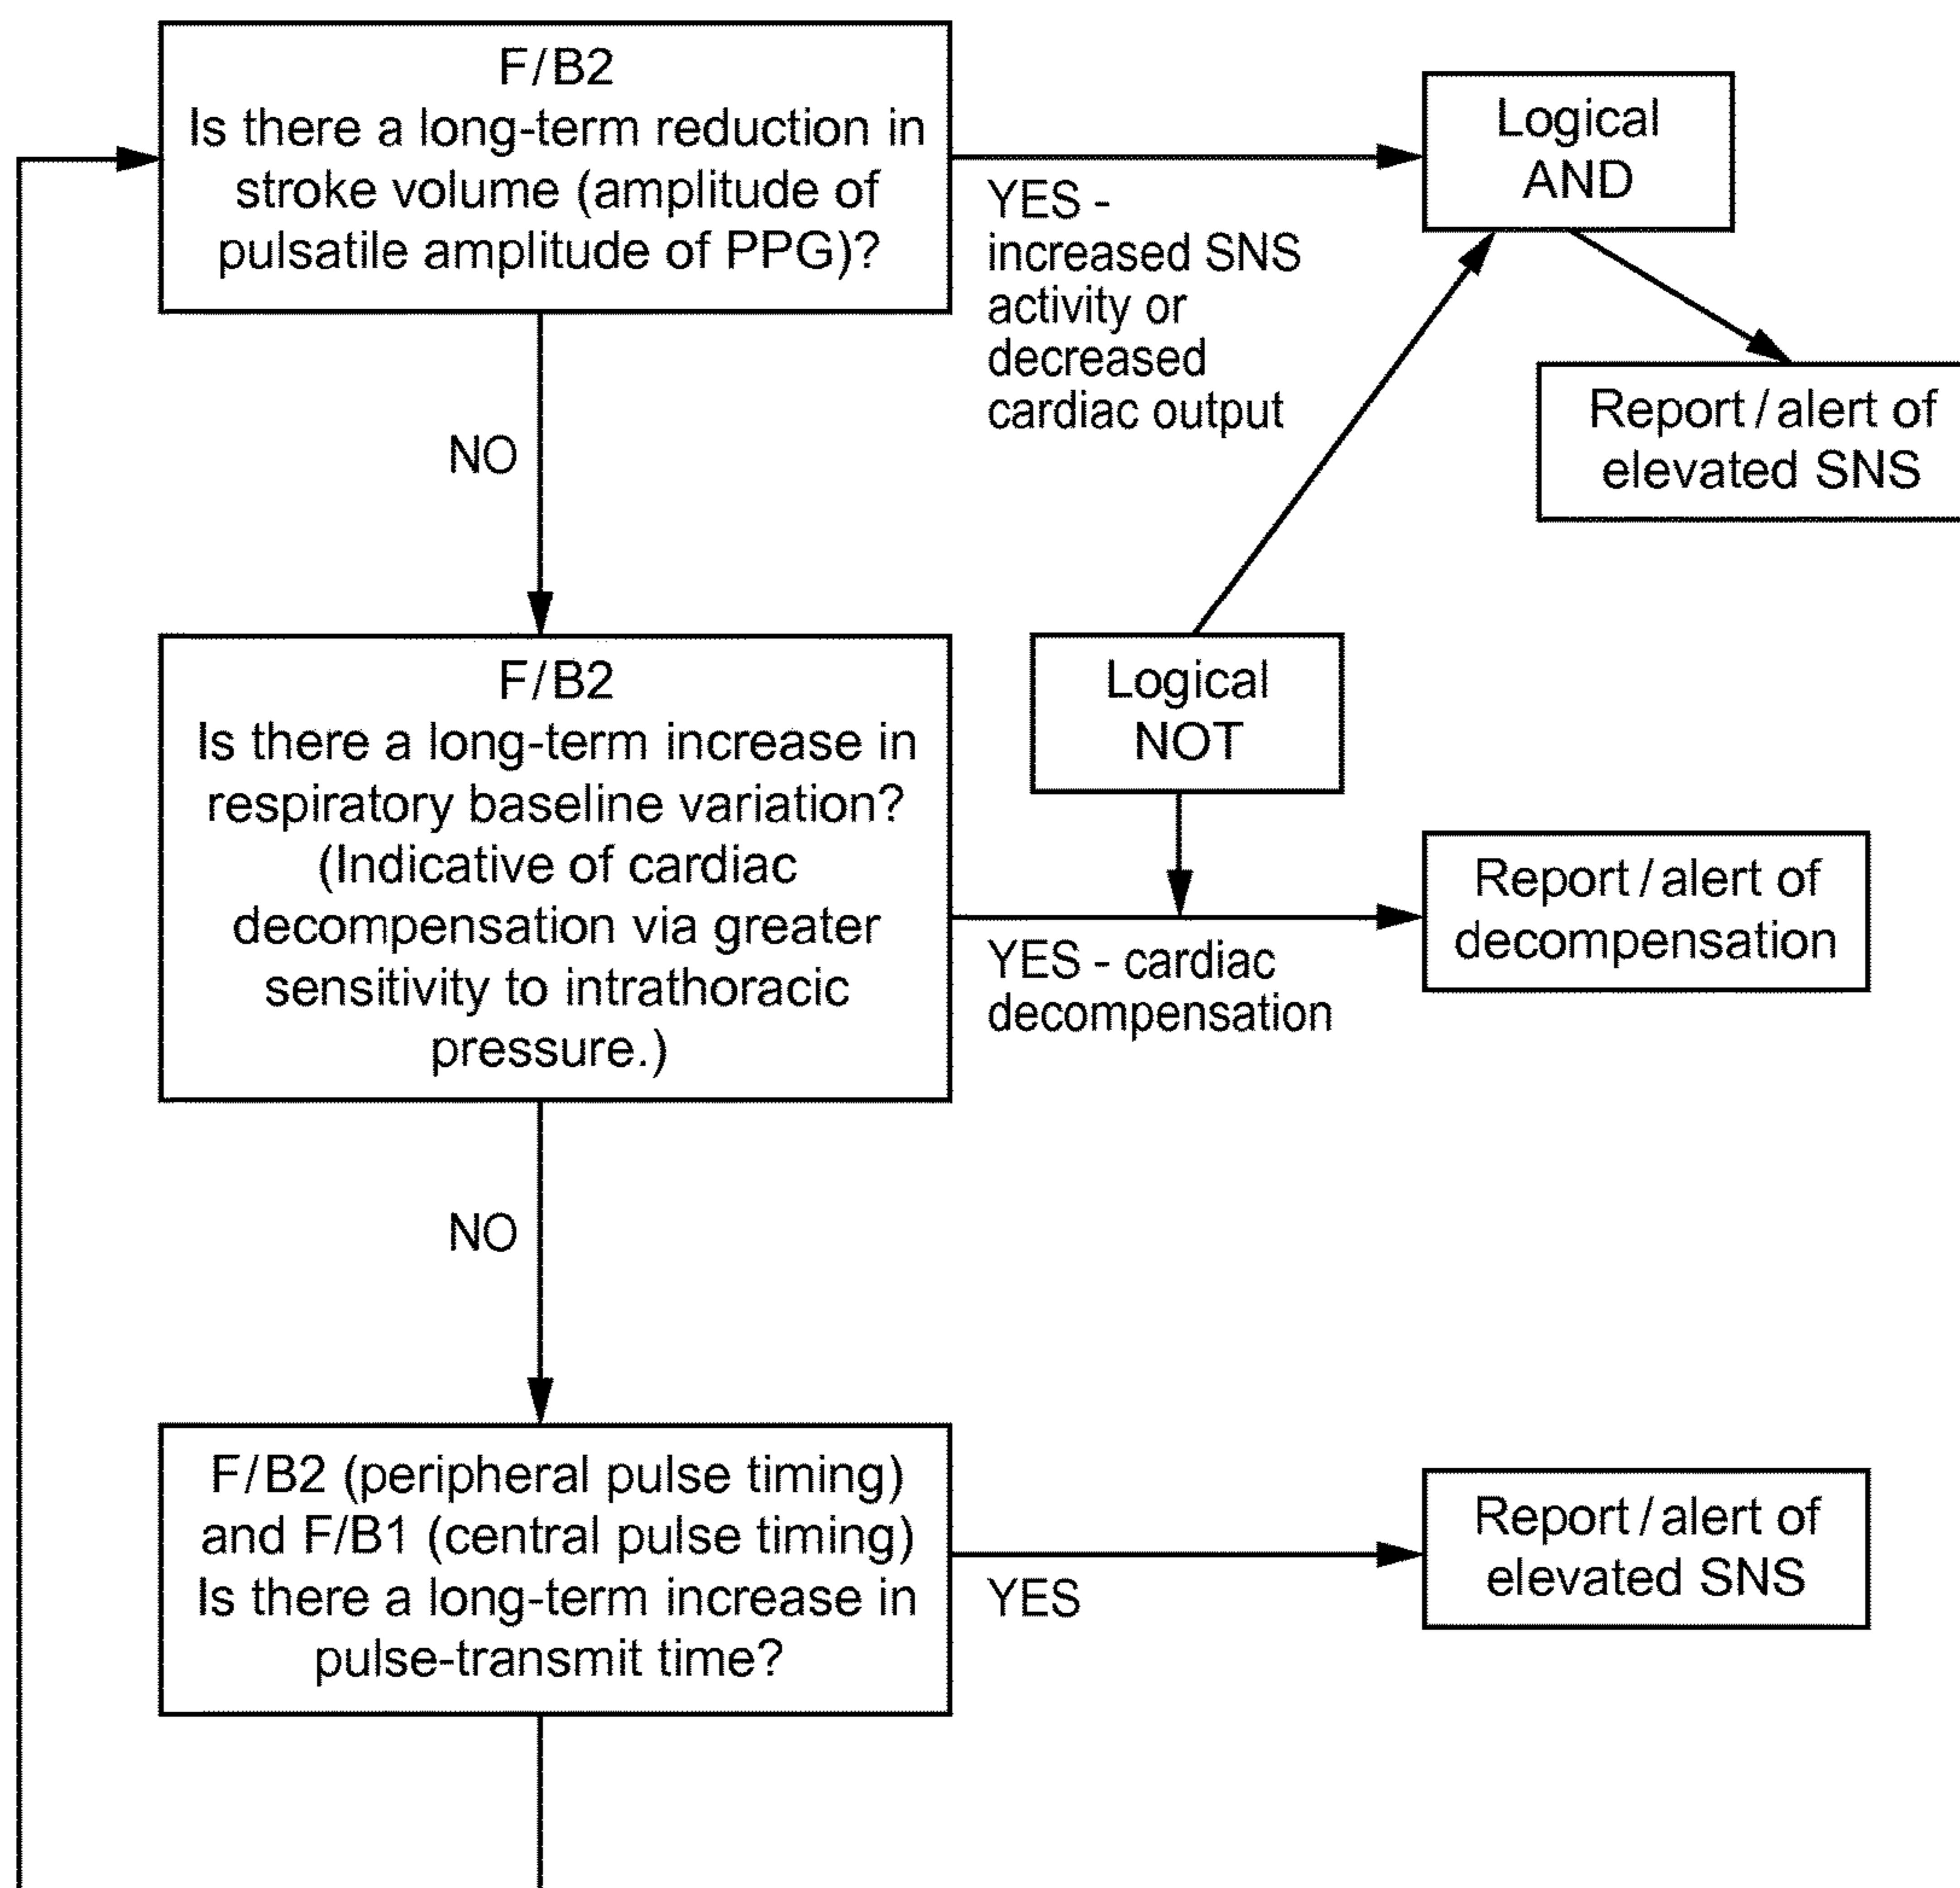 F/B2
Is there a long-term reduction in
stroke volume (amplitude of
pulsatile amplitude of PPG)?
YES -
increased SNS
activity or
decreased
cardiac output
Logical
AND
Report / alert of
elevated SNS
NO
F/B2
Is there a long-term increase in
respiratory baseline variation?
(Indicative of cardiac
decompensation via greater
sensitivity to intrathoracic
pressure.)
Logical
NOT
YES - cardiac
decompensation
Report / alert of
decompensation
NO
F/B2 (peripheral pulse timing)
and F/B1 (central pulse timing)
Is there a long-term increase in
pulse-transmit time?
YES
Report / alert of
elevated SNS